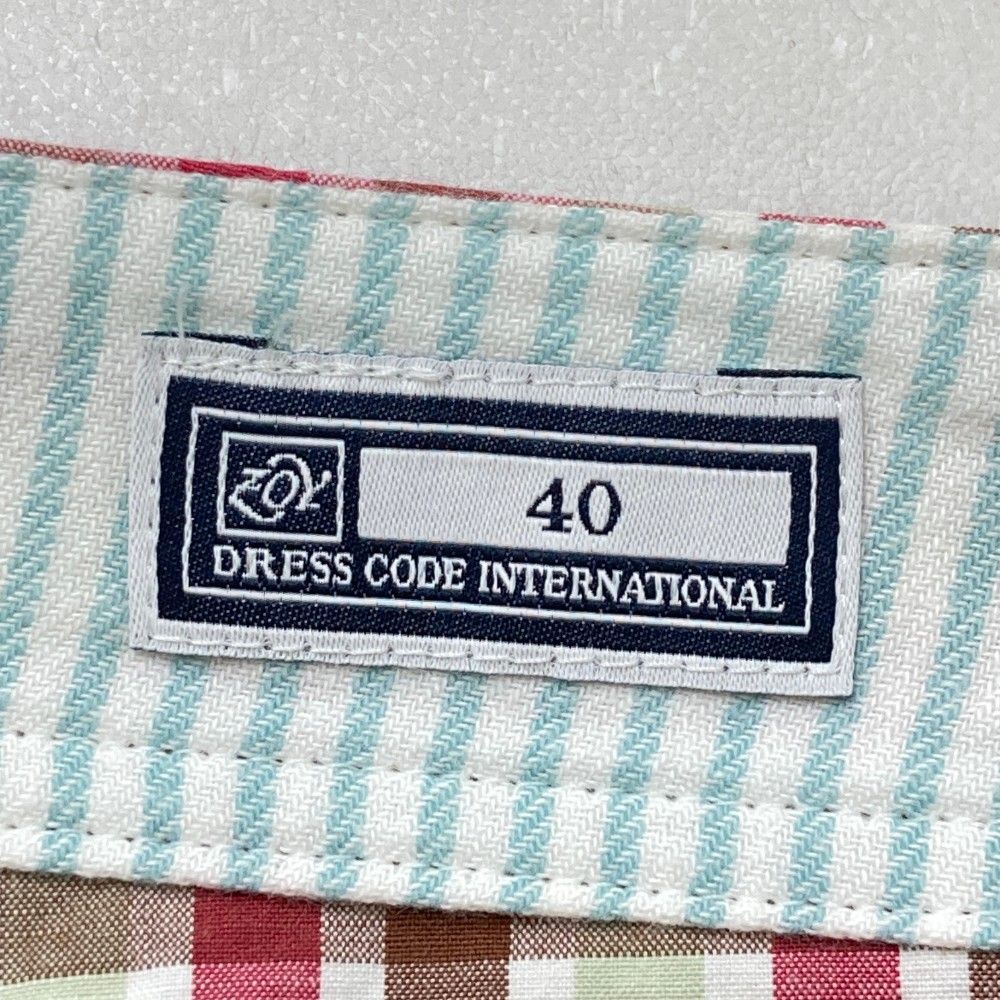 ZOY
40
DRESS CODE INTERNATIONAL